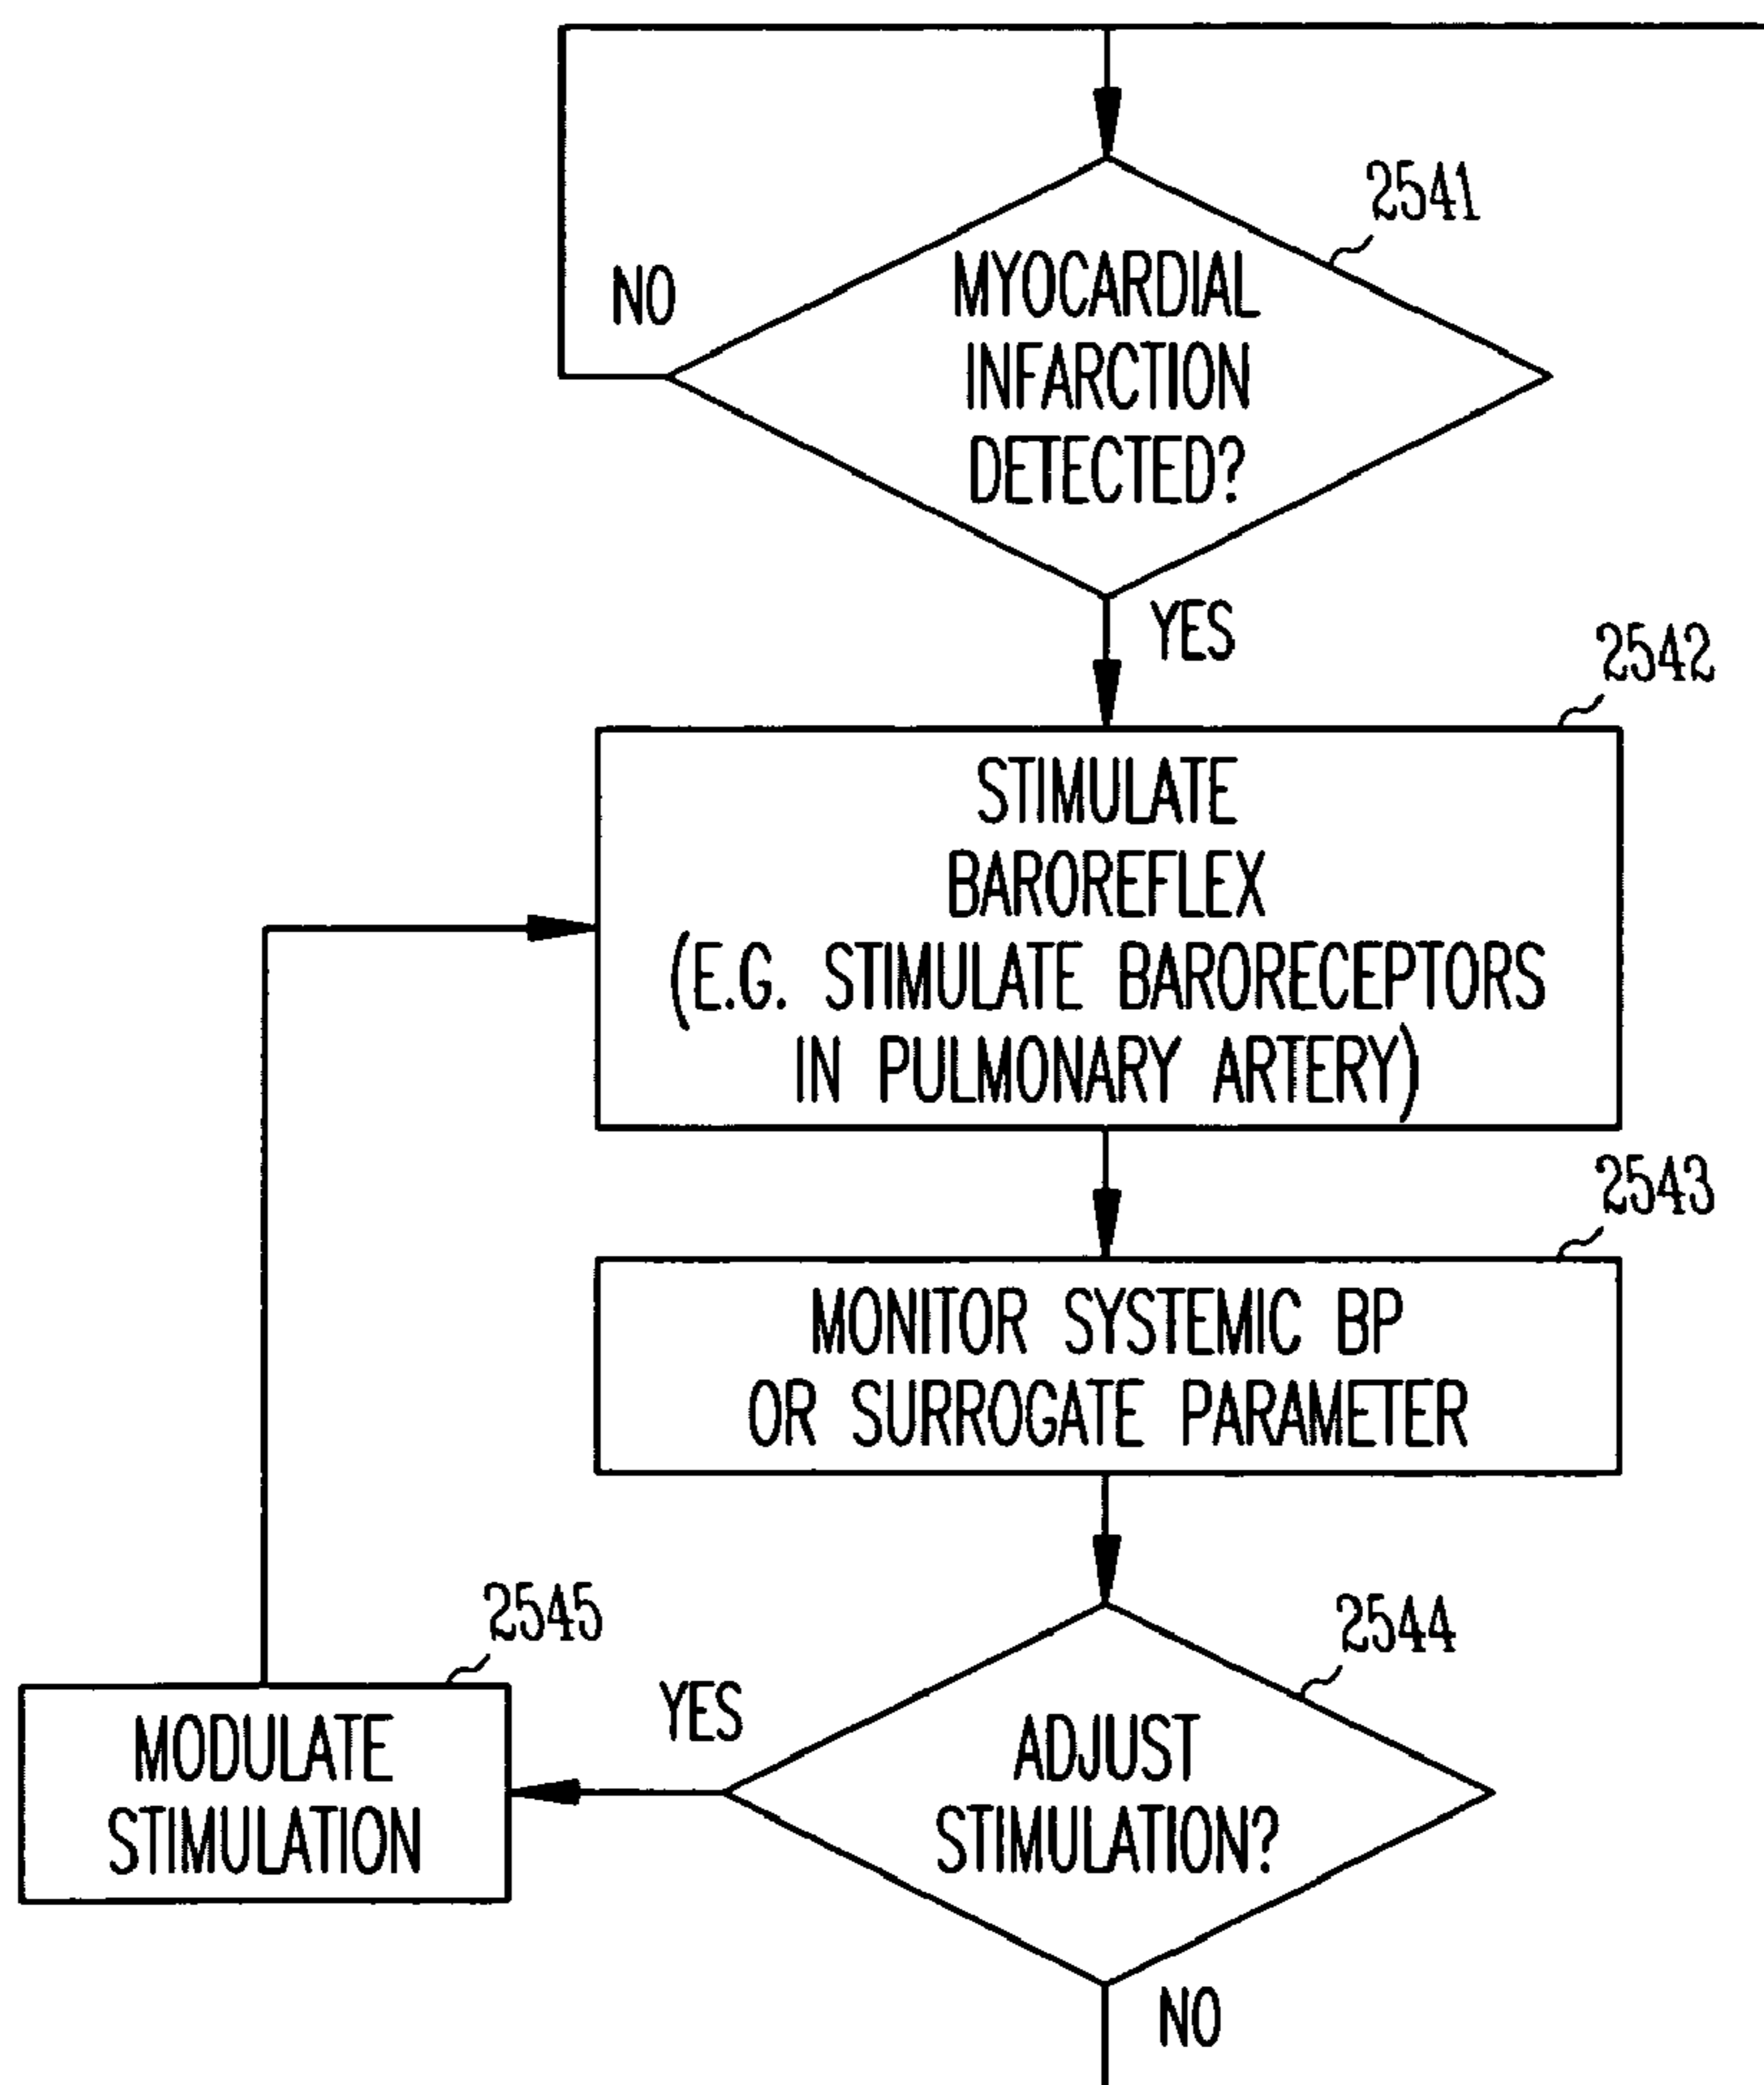 2541
NO
MYOCARDIAL
INFARCTION
DETECTED?
YES
2542
STIMULATE
BAROREFLEX
(E.G. STIMULATE BARORECEPTORS
IN PULMONARY ARTERY)
2543
MONITOR SYSTEMIC BP
OR SURROGATE PARAMETER
2545
2544
YES
MODULATE
STIMULATION
ADJUST
STIMULATION?
NO